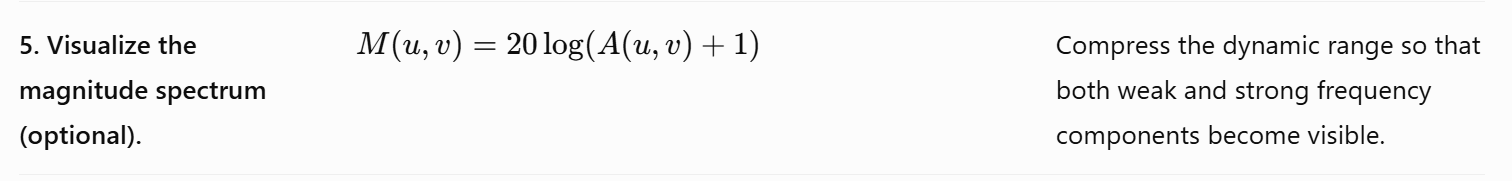 5. Visualize the
magnitude spectrum
(optional).
M(u, v) = 20 log(A(u, v) + 1)
Compress the dynamic range so that
both weak and strong frequency
components become visible.